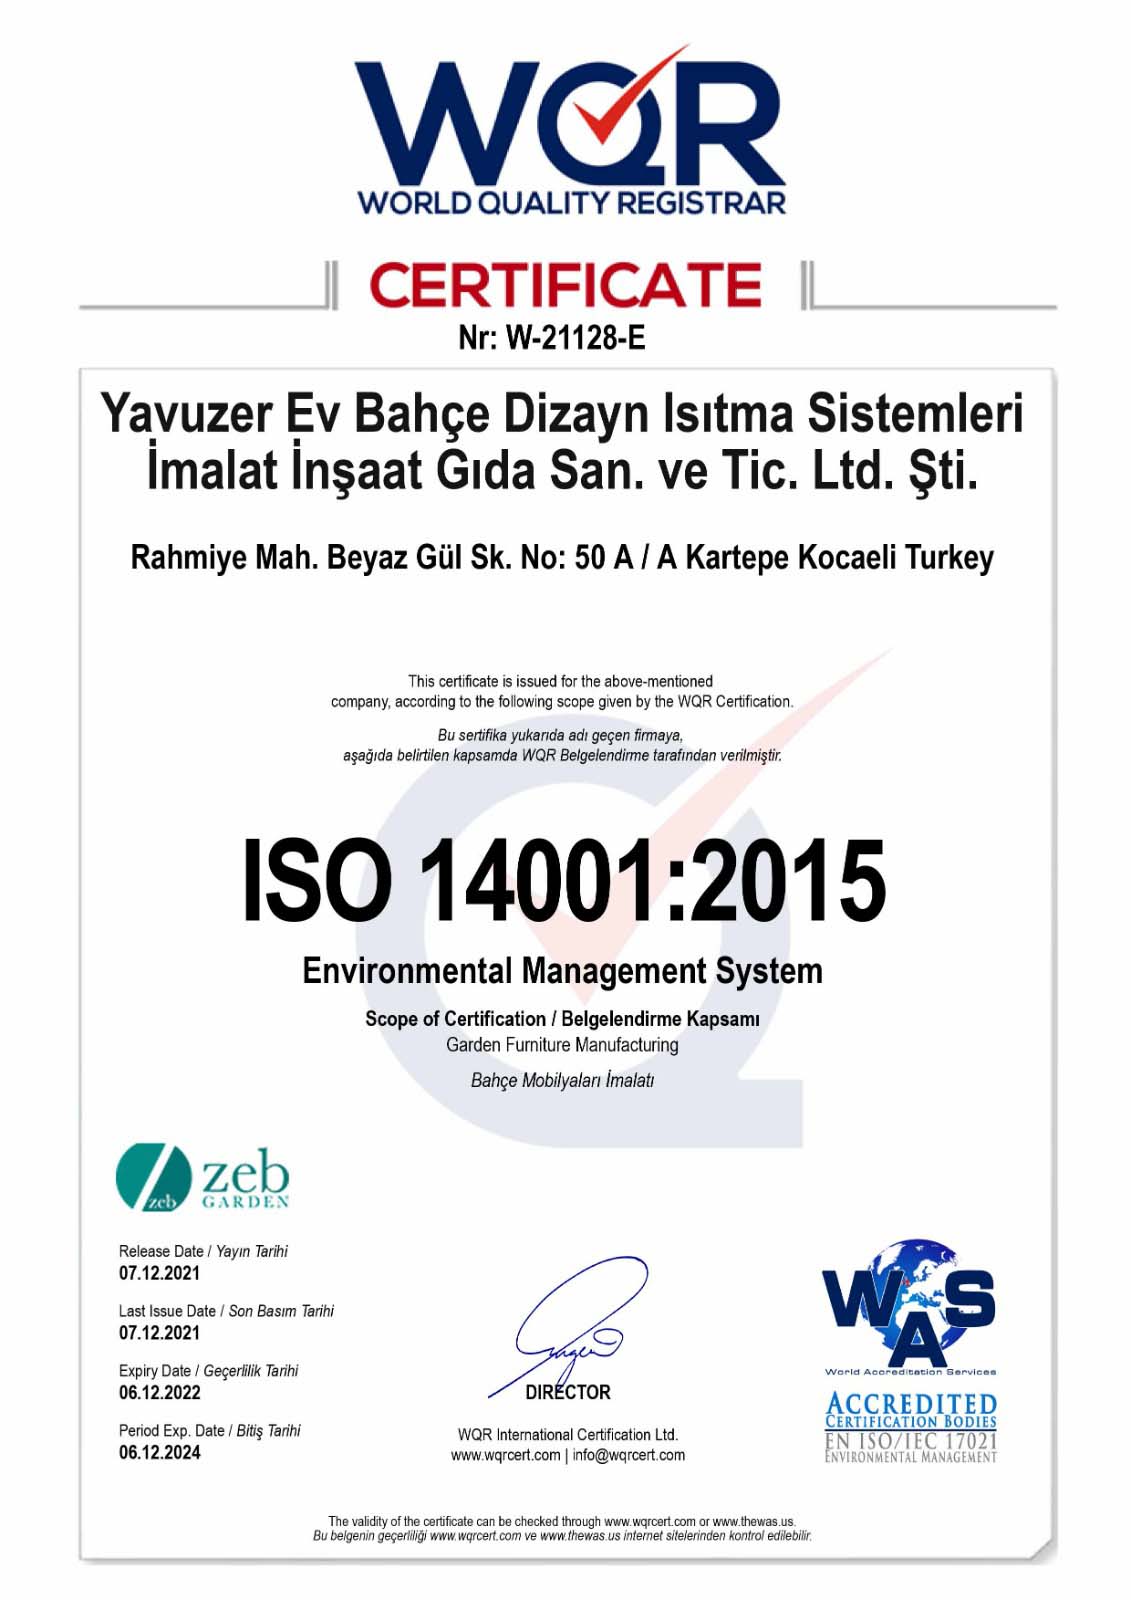 WQR
WORLD QUALITY REGISTRAR
CERTIFICATE
Nr: W-21128-E
Yavuzer Ev Bahçe Dizayn Isıtma Sistemleri
İmalat İnşaat Gıda San. ve Tic. Ltd. Şti.
Rahmiye Mah. Beyaz Gül Sk. No: 50 A / A Kartepe Kocaeli Turkey
This certificate is issued for the above-mentioned
company, according to the following scope given by the WQR Certification.
Bu sertifika yukarıda adı geçen firmaya,
aşağıda belirtilen kapsamda WQR Belgelendirme tarafından verilmiştir.
ISO 14001:2015
Environmental Management System
Scope of Certification / Belgelendirme Kapsamı
Garden Furniture Manufacturing
Bahçe Mobilyaları İmalatı
zeb
zeb
GARDEN
Release Date / Yayın Tarihi
07.12.2021
Last Issue Date / Son Basım Tarihi
07.12.2021
Expiry Date / Geçerlilik Tarihi
06.12.2022
Period Exp. Date / Bitiş Tarihi
06.12.2024
DIRECTOR
WQR International Certification Ltd.
www.wqrcert.com | info@wqrcert.com
WAS
World Accreditation Services
ACCREDITED
CERTIFICATION BODIES
EN ISO/IEC 17021
ENVIRONMENTAL MANAGEMENT
The validity of the certificate can be checked through www.wqrcert.com or www.thewas.us.
Bu belgenin geçerliliği www.wqrcert.com ve www.thewas.us internet sitelerinden kontrol edilebilir.